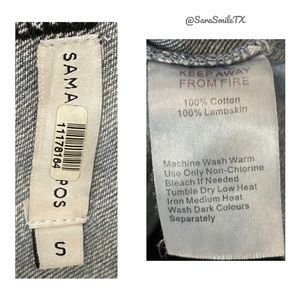 @SaraSmileTX
SAMA
POS
11178164
S
KEEP AWAY
FROM FIRE
100% Cotton
100% Lambskin
Machine Wash Warm
Use Only Non-Chlorine
Bleach If Needed
Tumble Dry Low Heat
Iron Medium Heat
Wash Dark Colours
Separately